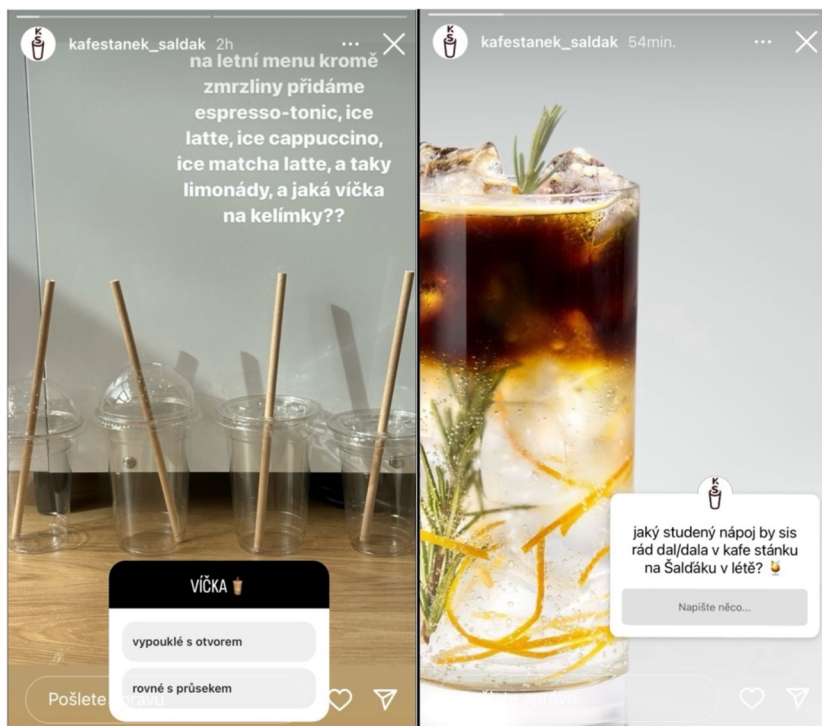 kafestanek_saldak 2h
na letní menu kromě
zmrzliny přidáme
espresso-tonic, ice
latte, ice cappuccino,
ice matcha latte, a taky
limonády, a jaká víčka
na kelímky??
VÍČKA
vypouklé s otvorem
rovné s průsekem
Pošlete zprávu
kafestanek_saldak 54min.
KS
jaký studený nápoj by sis
rád dal/dala v kafe stánku
na Šalďáku v létě?
Napište něco...